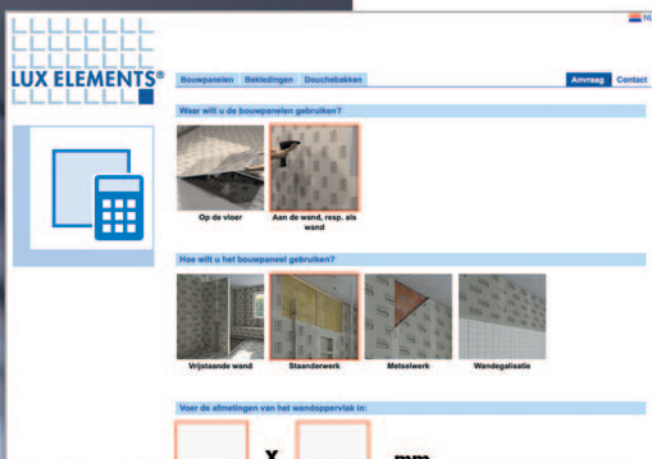 NL
LUX ELEMENTS®
Bouwpanelen Bekledingen Douchebakken
Anvraag Contact
Waar wilt u de bouwpanelen gebruiken?
Op de vloer
Aan de wand, resp. als
wand
Hoe wilt u het bouwpaneel gebruiken?
Vrijstaande wand
Staanderwerk
Metselwerk
Wandegalisatie
Voer de afmetingen van het wandoppervlak in:
X
mm